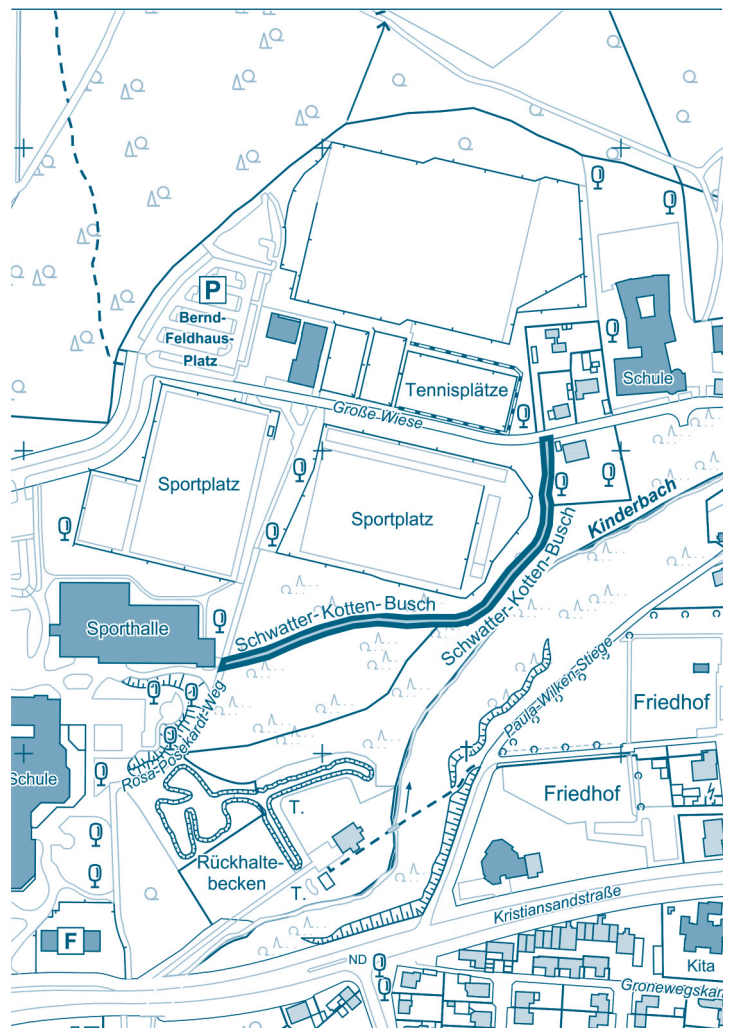 P
Bernd-
Feldhaus-
Platz
Schule
Tennisplätze
Große-Wiese
Sportplatz
Sportplatz
Kinderbach
Schwatter-Kotten-Busch
Schwatter-Kotten-Busch
Sporthalle
Paula-Wilken-Stiege
Rosa-Posekardt-Weg
Friedhof
Schule
Friedhof
T.
Rückhalte-
becken
T.
Kristiansandstraße
F
ND
Kita
Gronewegskam